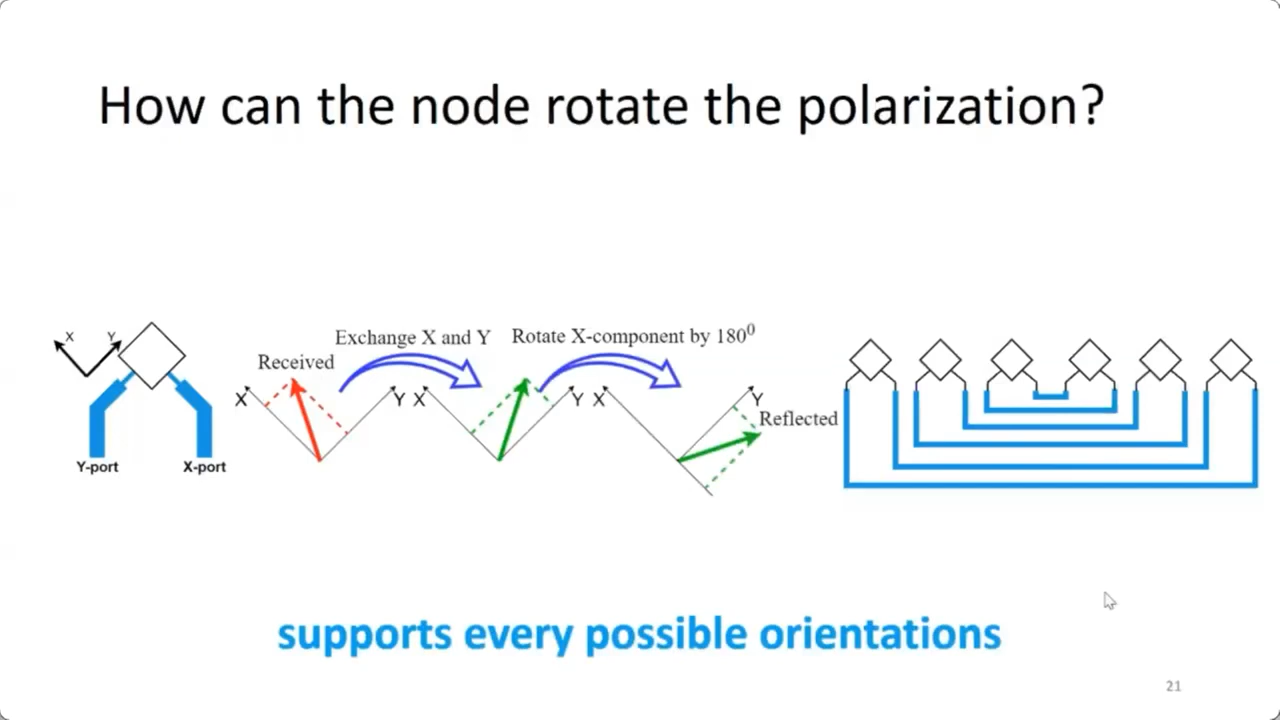 How can the node rotate the polarization?
X Y
Y-port X-port
Received
Exchange X and Y
X Y
Rotate X-component by 180⁰
X Y
X Y
Reflected
supports every possible orientations
21